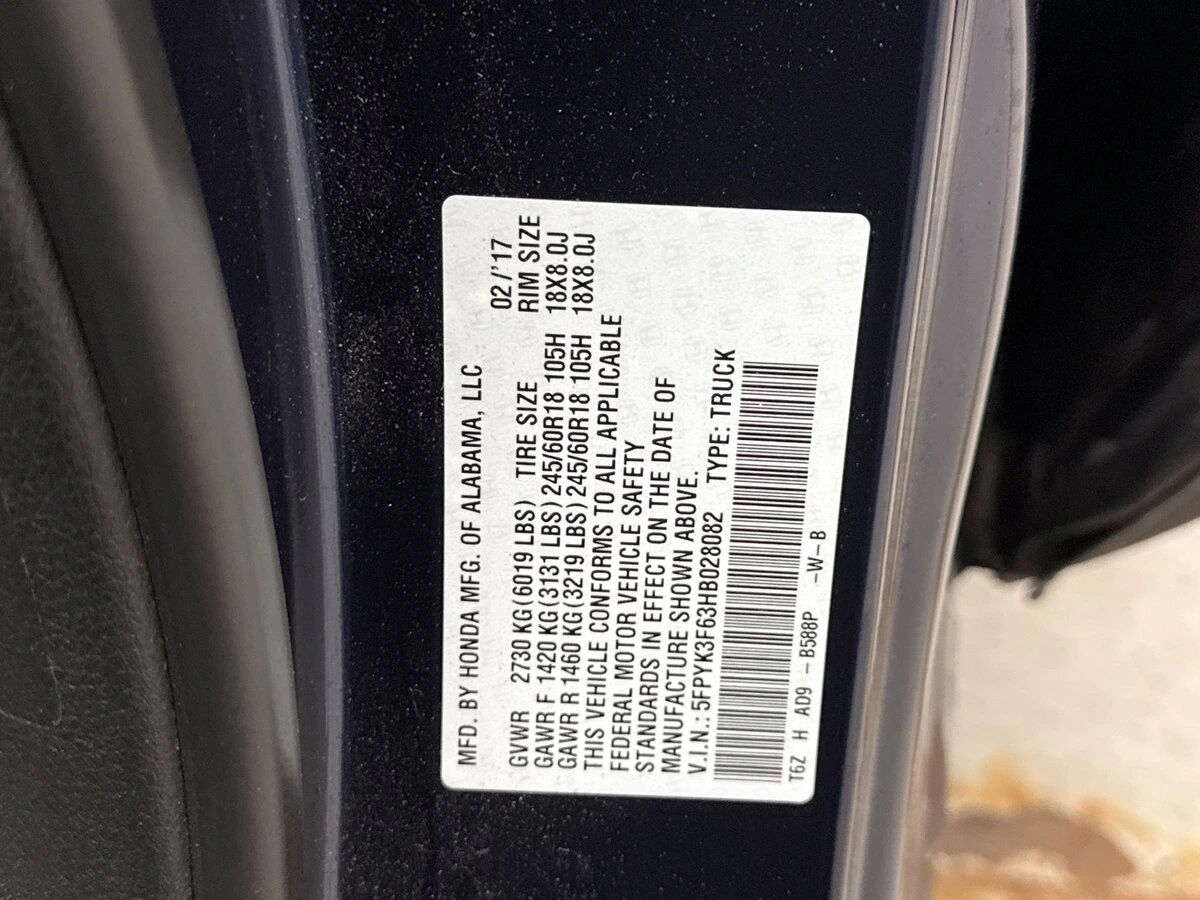 MFD. BY HONDA MFG. OF ALABAMA, LLC
02/'17
GVWR 2730 KG (6019 LBS) TIRE SIZE RIM SIZE
GAWR F 1420 KG (3131 LBS) 245/60R18 105H 18X8.0J
GAWR R 1460 KG (3219 LBS) 245/60R18 105H 18X8.0J
THIS VEHICLE CONFORMS TO ALL APPLICABLE
FEDERAL MOTOR VEHICLE SAFETY
STANDARDS IN EFFECT ON THE DATE OF
MANUFACTURE SHOWN ABOVE.
V.I.N.: 5FPYK3F63HB028082 TYPE: TRUCK
T6Z H AD9 -B588P -W-B